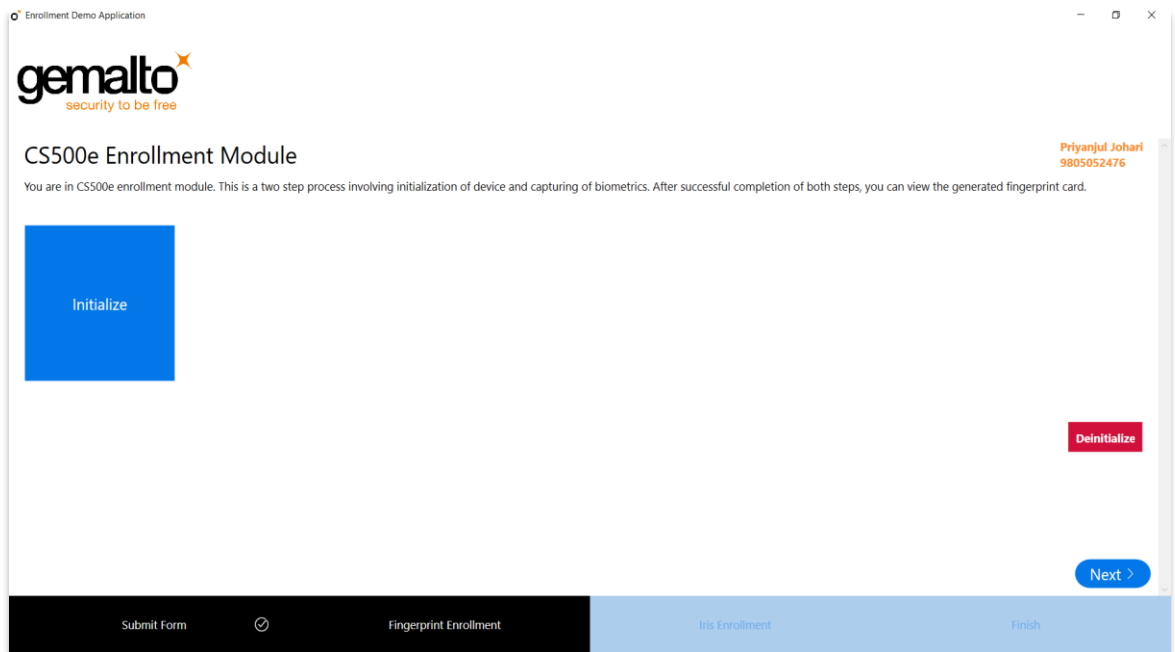 Enrollment Demo Application
gemalto
security to be free
CS500e Enrollment Module
Priyanjul Johari
9805052476
You are in CS500e enrollment module. This is a two step process involving initialization of device and capturing of biometrics. After successful completion of both steps, you can view the generated fingerprint card.
Initialize
Deinitialize
Next >
Submit Form
Fingerprint Enrollment
Iris Enrollment
Finish